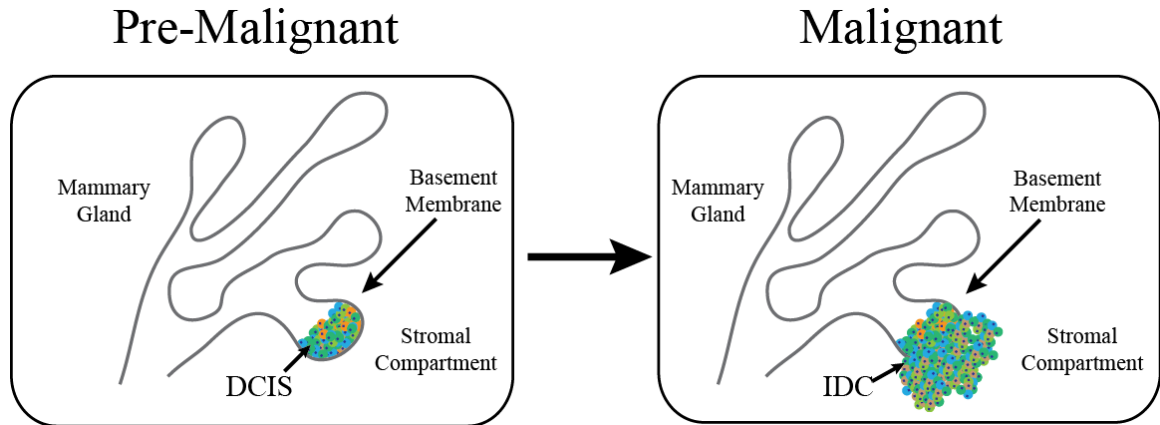 Pre-Malignant
Mammary
Gland
Basement
Membrane
Stromal
Compartment
DCIS
Malignant
Mammary
Gland
Basement
Membrane
Stromal
Compartment
IDC